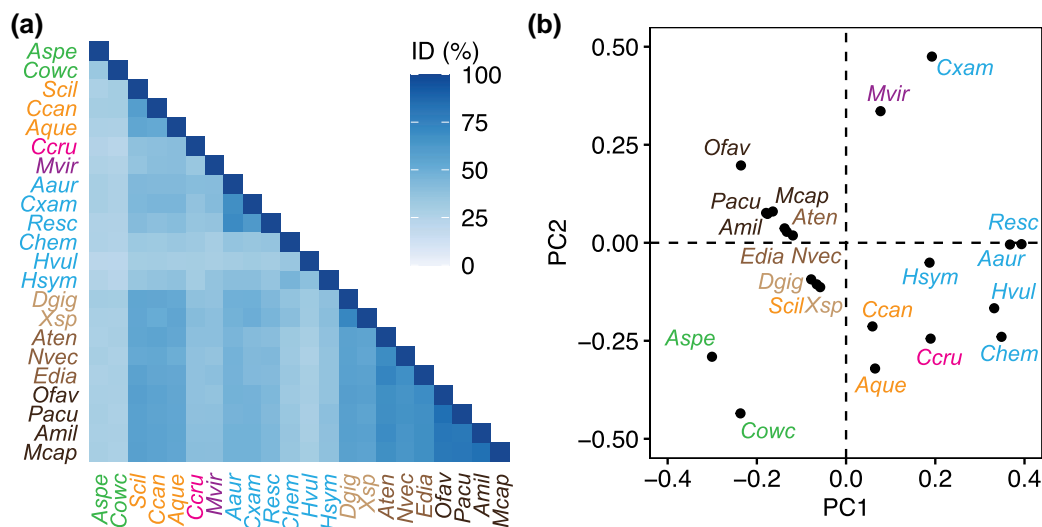 (a)
Aspe
Cowc
Scil
Ccan
Aque
Ccru
Mvir
Aaur
Cxam
Resc
Chem
Hvul
Hsym
Dgig
Xsp
Aten
Nvec
Edia
Ofav
Pacu
Amil
Mcap
Aspe Cowc Scil Ccan Aque Ccru Mvir Aaur Cxam Resc Chem Hvul Hsym Dgig Xsp Aten Nvec Edia Ofav Pacu Amil Mcap
ID (%)
100
75
50
25
0
(b)
PC2
0.50
0.25
0.00
−0.25
−0.50
Cxam
Mvir
Ofav
Pacu Mcap
Amil Aten
Resc
Edia Nvec
Aaur
Dgig
Hsym
Hvul
Scil Xsp
Ccan
Aspe
Ccru
Chem
Aque
Cowc
−0.4 −0.2 0.0 0.2 0.4
PC1